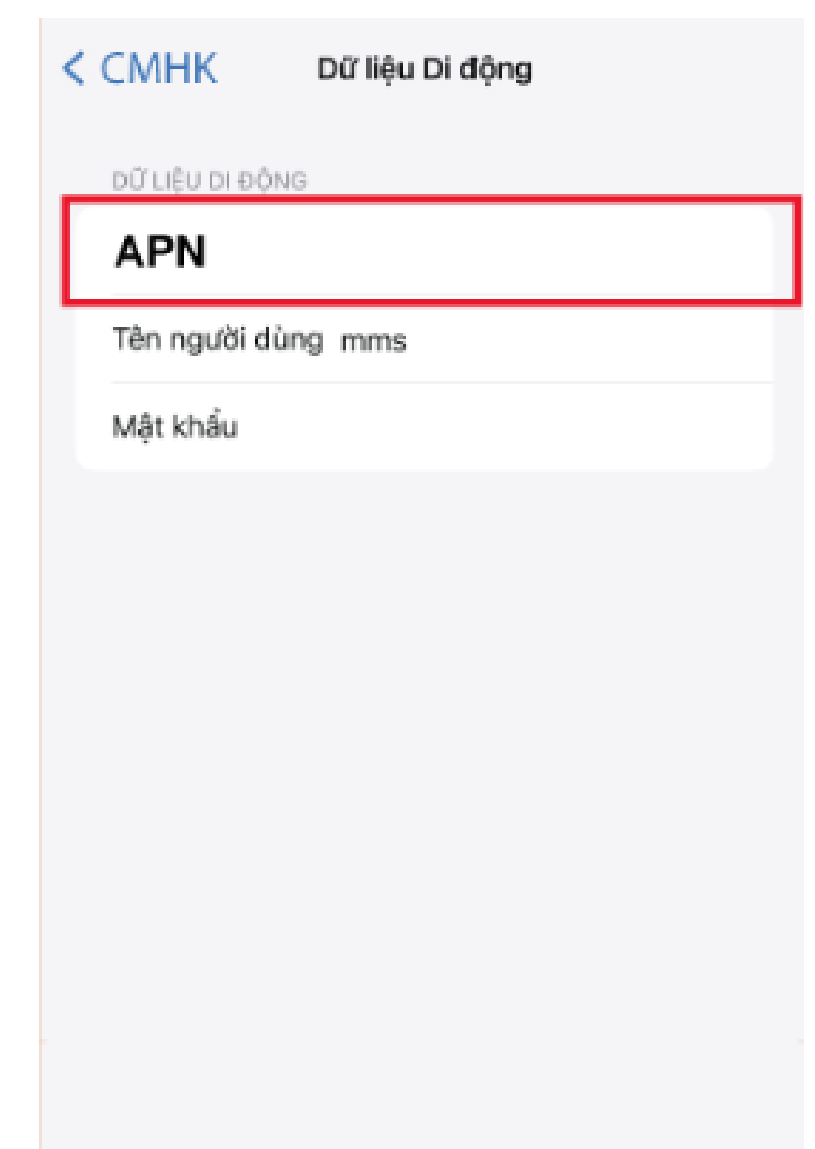 < CMHK Dữ liệu Di động
DỮ LIỆU DI ĐỘNG
APN
Tên người dùng mms
Mật khẩu